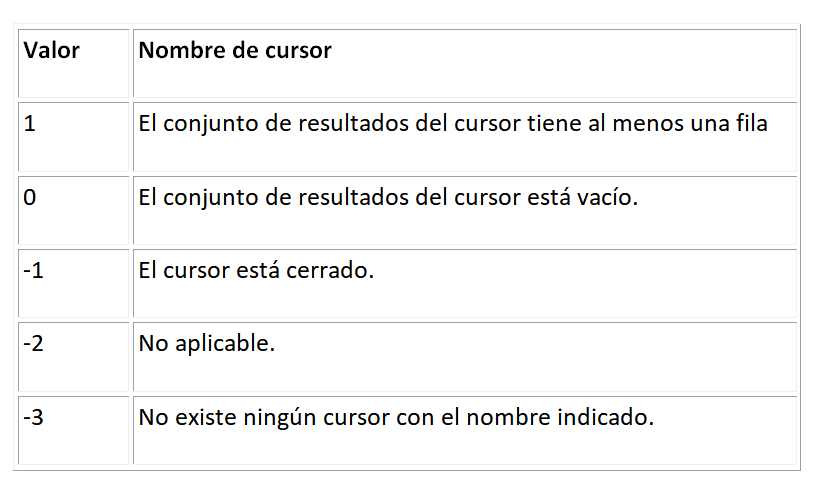 Valor Nombre de cursor
1 El conjunto de resultados del cursor tiene al menos una fila
0 El conjunto de resultados del cursor está vacío.
-1 El cursor está cerrado.
-2 No aplicable.
-3 No existe ningún cursor con el nombre indicado.